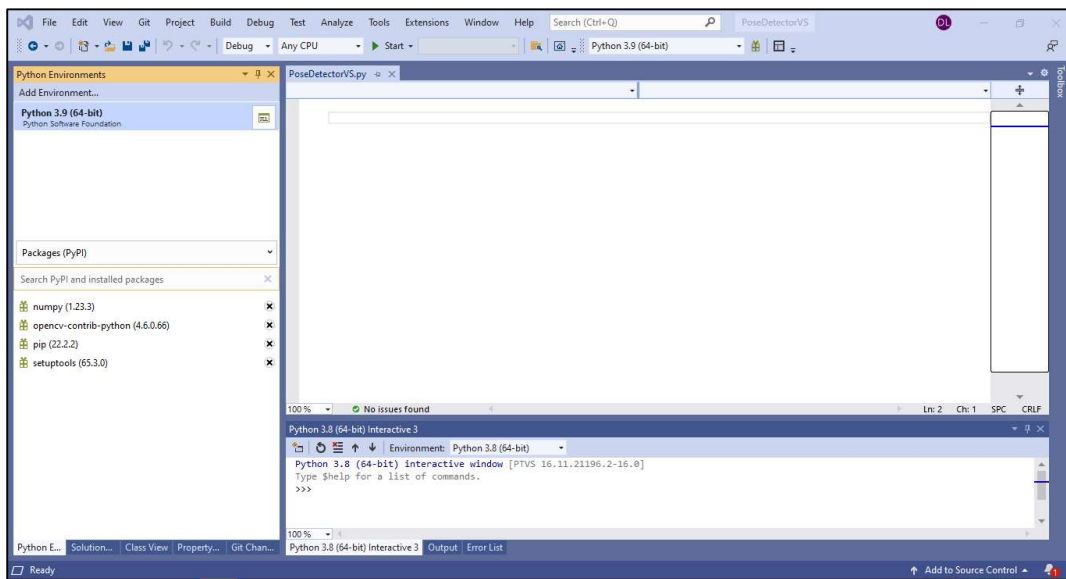 File Edit View Git Project Build Debug Test Analyze Tools Extensions Window Help Search (Ctrl+Q) PoseDetectorVS DL
Debug Any CPU Start Python 3.9 (64-bit)
Python Environments
Add Environment...
Python 3.9 (64-bit)
Python Software Foundation
Packages (PyPI)
Search PyPI and installed packages
numpy (1.23.3)
opencv-contrib-python (4.6.0.66)
pip (22.2.2)
setuptools (65.3.0)
Python E... Solution... Class View Property... Git Chan...
PoseDetectorVS.py
100 % No issues found Ln: 2 Ch: 1 SPC CRLF
Python 3.8 (64-bit) Interactive 3
Environment: Python 3.8 (64-bit)
Python 3.8 (64-bit) interactive window [PTVS 16.11.21196.2-16.0]
Type $help for a list of commands.
>>>
100 %
Python 3.8 (64-bit) Interactive 3 Output Error List
Toolbox
Ready Add to Source Control 1